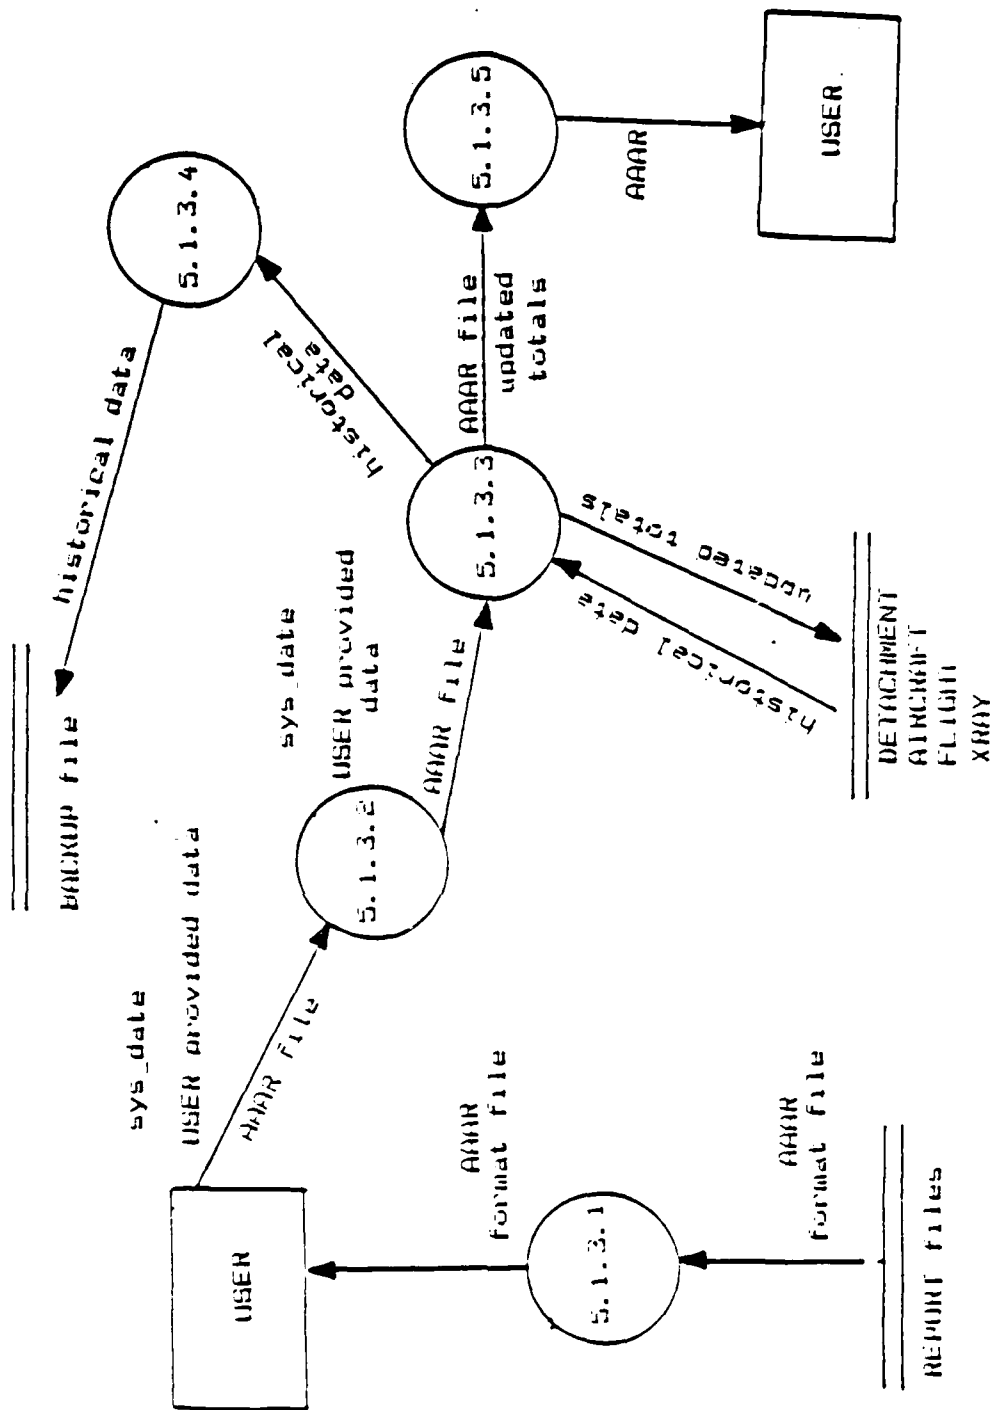 BACKUP file
historical data
5.1.3.4
sys_date
USER provided data
AAAR file
USER
5.1.3.2
sys_date
USER provided
data
AAAR file
historical
data
5.1.3.3
AAAR file
updated
totals
5.1.3.5
AAAR
USER
AAAR
format file
5.1.3.1
AAAR
format file
REPORT files
historical data
updated totals
DETACHMENT
AIRCRAFT
FLIGHT
XRAY